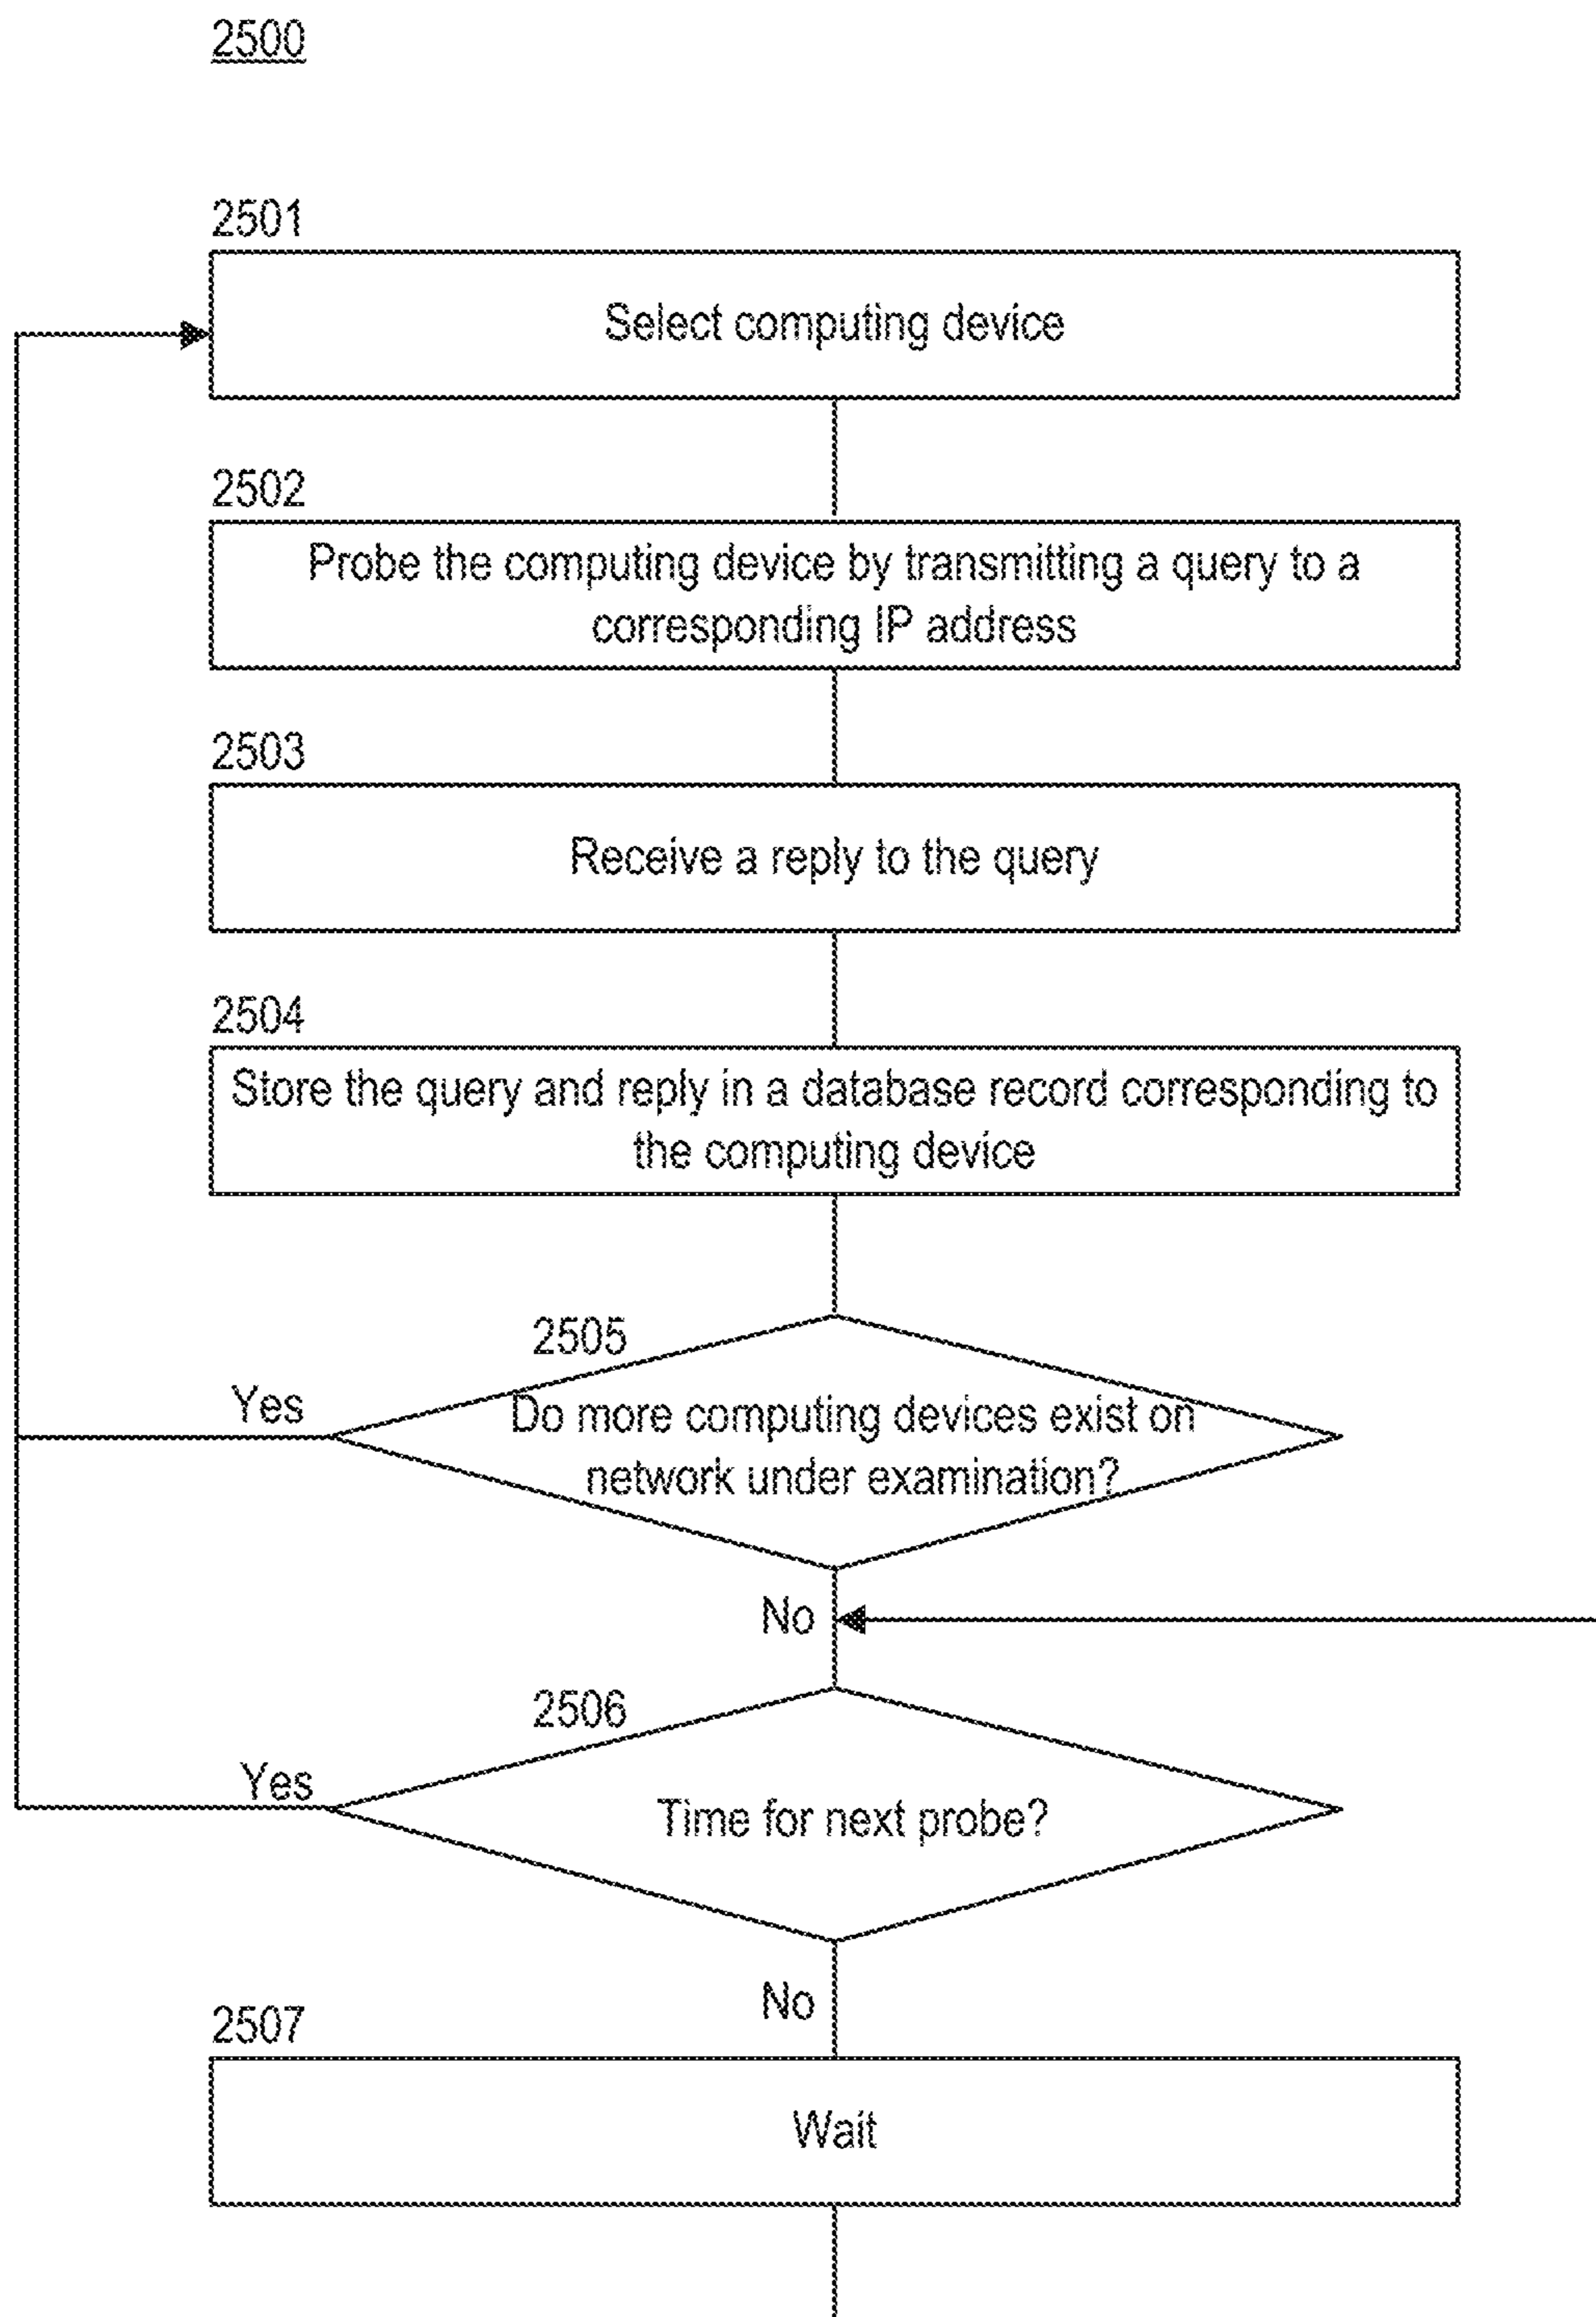 2500
2501
Select computing device
2502
Probe the computing device by transmitting a query to a
corresponding IP address
2503
Receive a reply to the query
2504
Store the query and reply in a database record corresponding to
the computing device
2505
Yes
Do more computing devices exist on
network under examination?
No
2506
Yes
Time for next probe?
No
2507
Wait